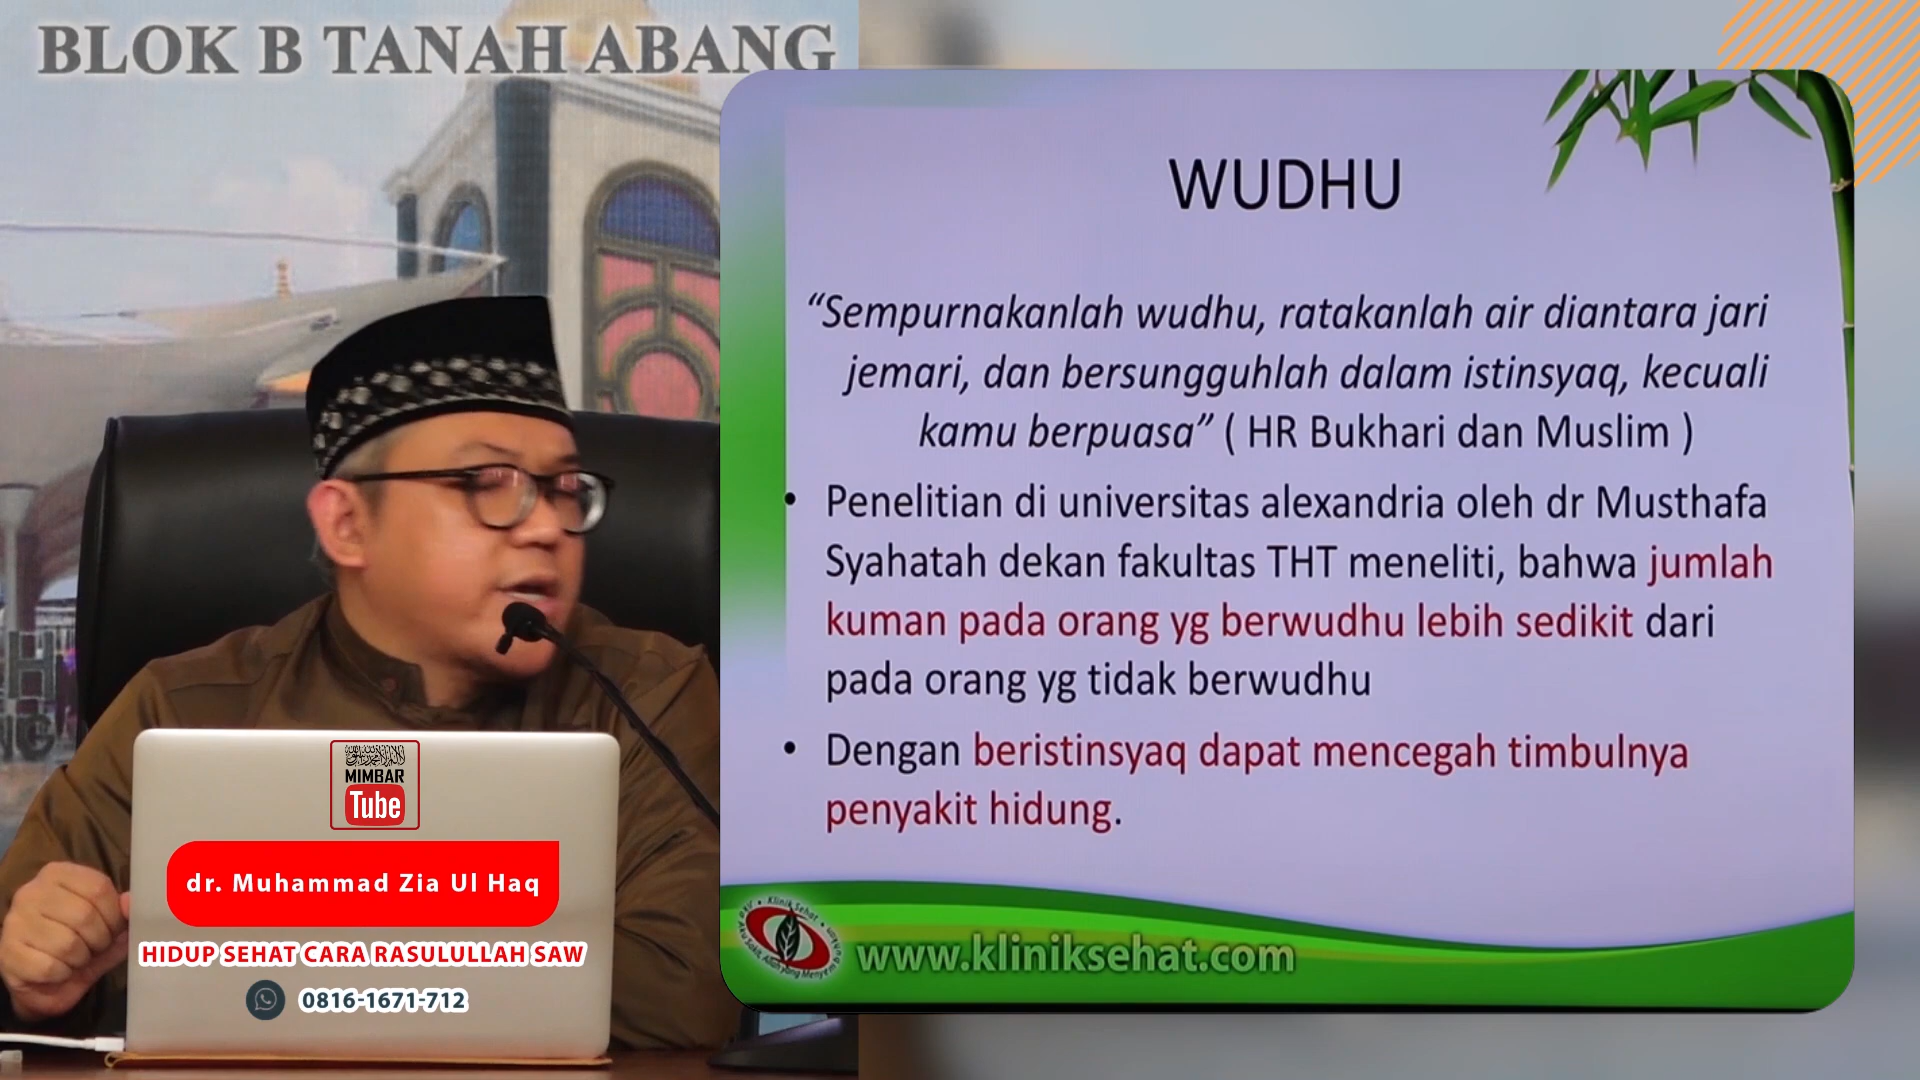 BLOK B TANAH ABANG
WUDHU
“Sempurnakanlah wudhu, ratakanlah air diantara jari
jemari, dan bersungguhlah dalam istinsyaq, kecuali
kamu berpuasa” ( HR Bukhari dan Muslim )
• Penelitian di universitas alexandria oleh dr Musthafa
Syahatah dekan fakultas THT meneliti, bahwa jumlah
kuman pada orang yg berwudhu lebih sedikit dari
pada orang yg tidak berwudhu
• Dengan beristinsyaq dapat mencegah timbulnya
penyakit hidung.
www.kliniksehat.com
MIMBAR
Tube
dr. Muhammad Zia Ul Haq
HIDUP SEHAT CARA RASULULLAH SAW
0816-1671-712